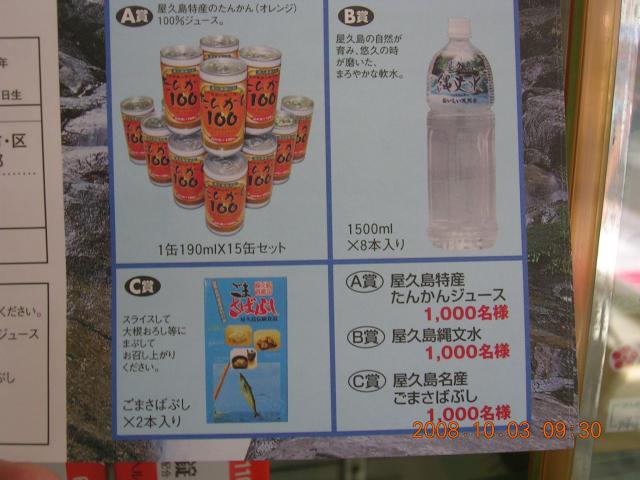 A賞
屋久島特産のたんかん(オレンジ)
100%ジュース。
たんかん
100
1缶190mlX15缶セット
B賞
屋久島の自然が
育み、悠久の時
が磨いた、
まろやかな軟水。
縄文水
1500ml
×8本入り
C賞
スライスして
大根おろし等に
まぶして
お召し上がり
ください。
ごまさばぶし
×2本入り
ごま
さばぶし
A賞 屋久島特産
たんかんジュース
1,000名様
B賞 屋久島縄文水
1,000名様
C賞 屋久島名産
ごまさばぶし
1,000名様
年
日生
・区
ください。
ジュース
ぶし
2008.10.03 09:30